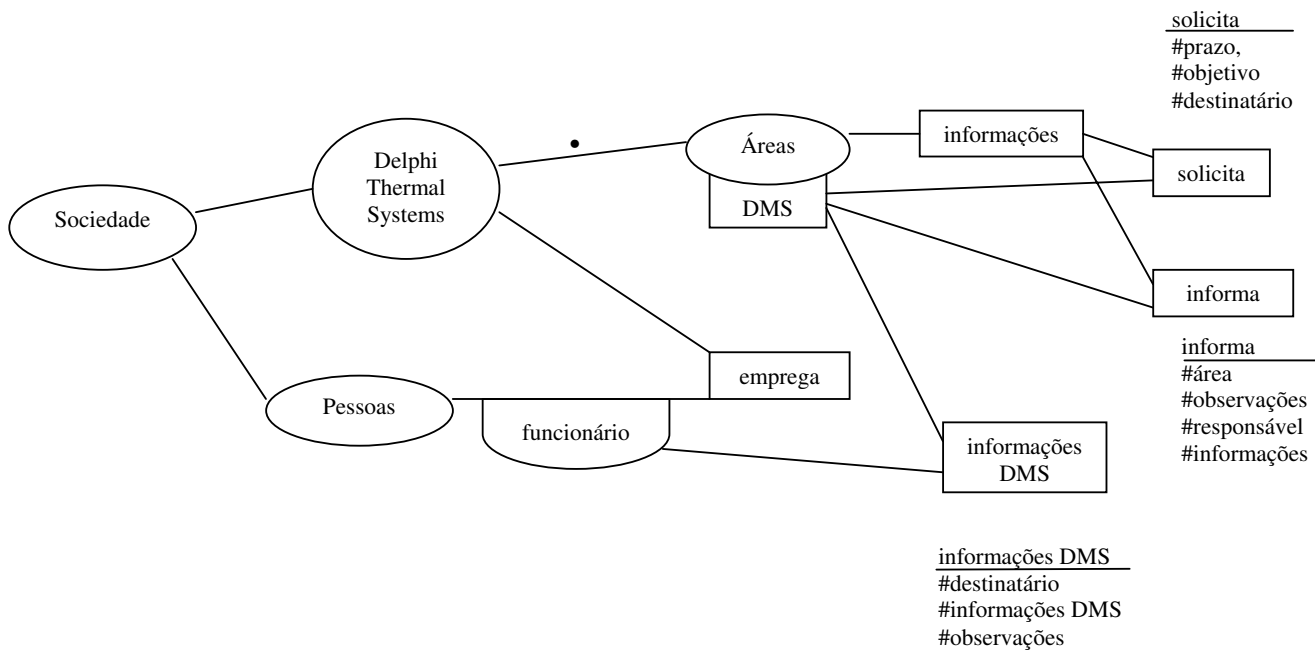 solicita
#prazo,
#objetivo
#destinatário
Delphi
Thermal
Systems
Áreas
informações
solicita
DMS
Sociedade
informa
informa
#área
#observações
#responsável
#informações
emprega
Pessoas
funcionário
informações
DMS
informações DMS
#destinatário
#informações DMS
#observações